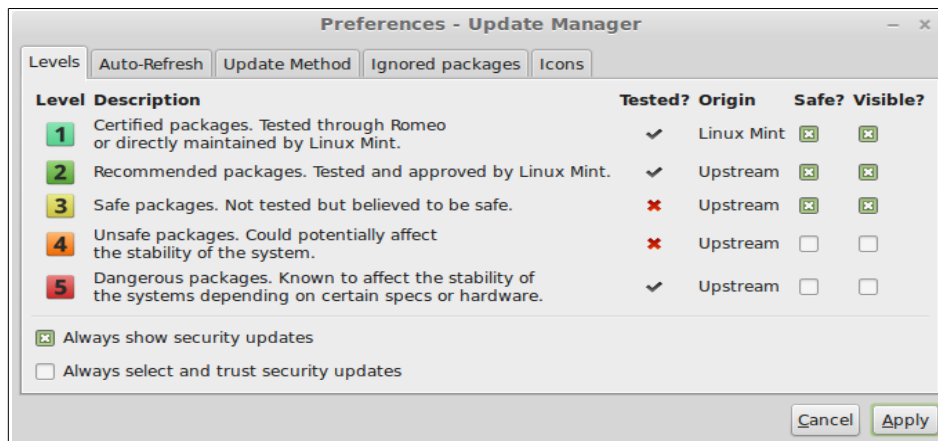 Preferences - Update Manager
Levels Auto-Refresh Update Method Ignored packages Icons
Level Description Tested? Origin Safe? Visible?
1 Certified packages. Tested through Romeo
or directly maintained by Linux Mint. Linux Mint
2 Recommended packages. Tested and approved by Linux Mint. Upstream
3 Safe packages. Not tested but believed to be safe. Upstream
4 Unsafe packages. Could potentially affect
the stability of the system. Upstream
5 Dangerous packages. Known to affect the stability of
the systems depending on certain specs or hardware. Upstream
Always show security updates
Always select and trust security updates
Cancel Apply